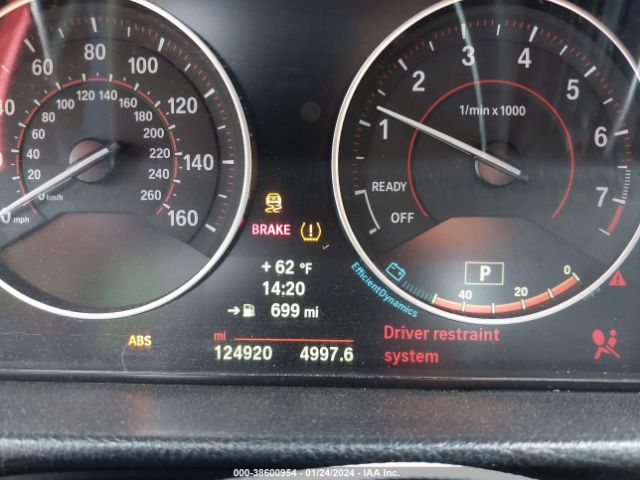 60 80 100 120 140 160
20 40 60 80 100 120 140 160 180 200 220 240 260
0 mph
km/h
1 2 3 4 5 6 7
1/min x 1000
READY
OFF
BRAKE
+ 62 °F
14:20
699 mi
EfficientDynamics
P
40 20 0
ABS
mi
124920 4997.6
Driver restraint
system
000 - 38600954 - 01/24/2024 - IAA Inc.